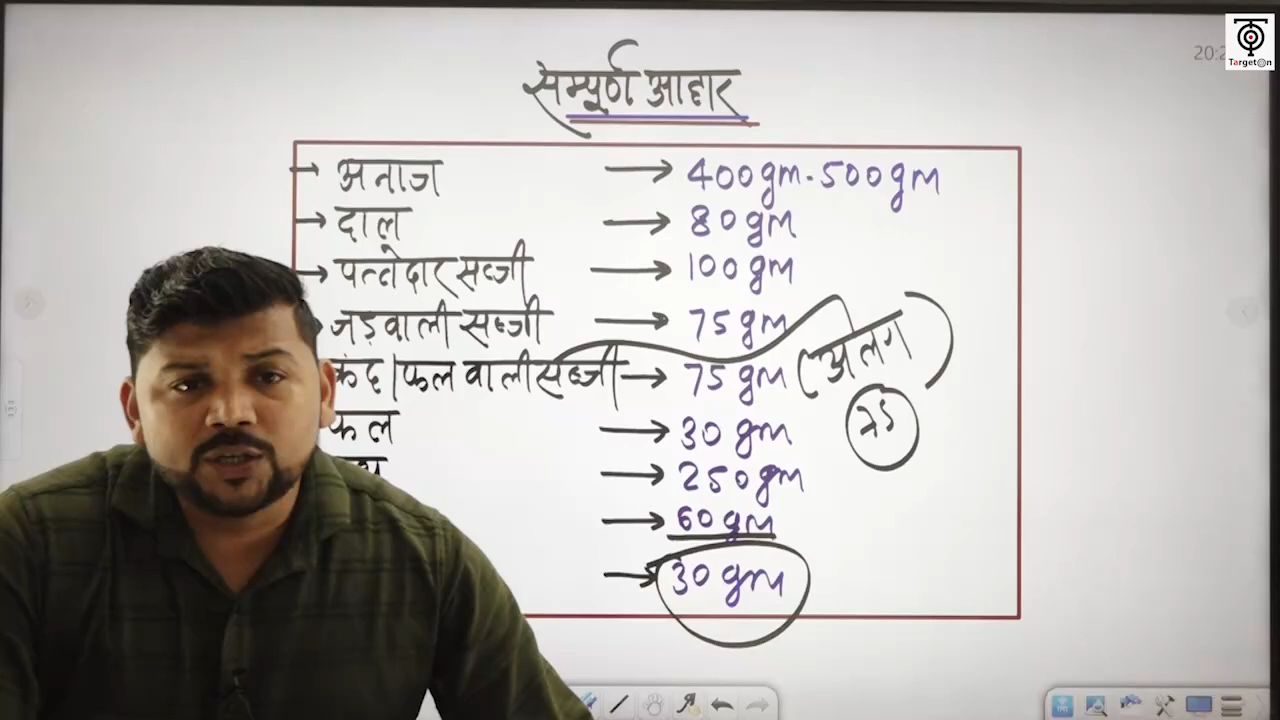 TargetOn
सम्पूर्ण आहार
→ अनाज → 400gm - 500gm
→ दाल → 80gm
→ पत्तेदार सब्जी → 100gm
जड़वाली सब्जी → 75gm
कंद/फल वाली सब्जी → 75gm (अलग)
फल → 30gm
→ 250gm
→ 60gm
→ 30gm